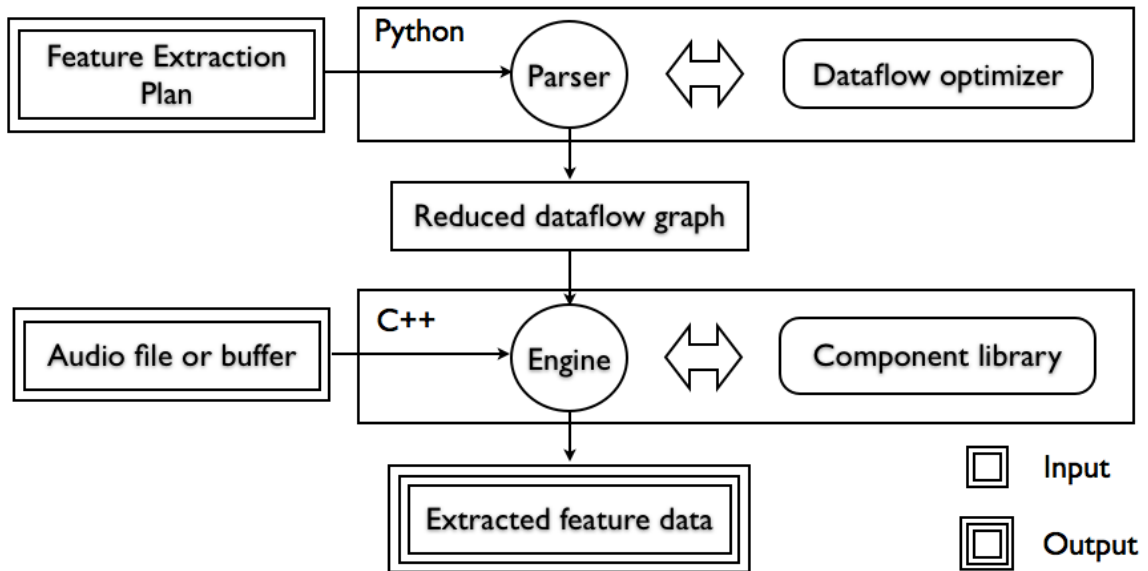 Feature Extraction
Plan
Python
Parser
Dataflow optimizer
Reduced dataflow graph
Audio file or buffer
C++
Engine
Component library
Extracted feature data
Input
Output